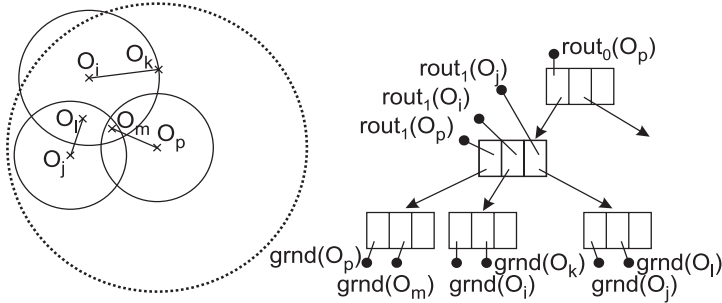 O_i
O_k
O_l
O_m
O_p
O_j
rout_0(O_p)
rout_1(O_j)
rout_1(O_i)
rout_1(O_p)
grnd(O_p)
grnd(O_m)
grnd(O_k)
grnd(O_i)
grnd(O_l)
grnd(O_j)